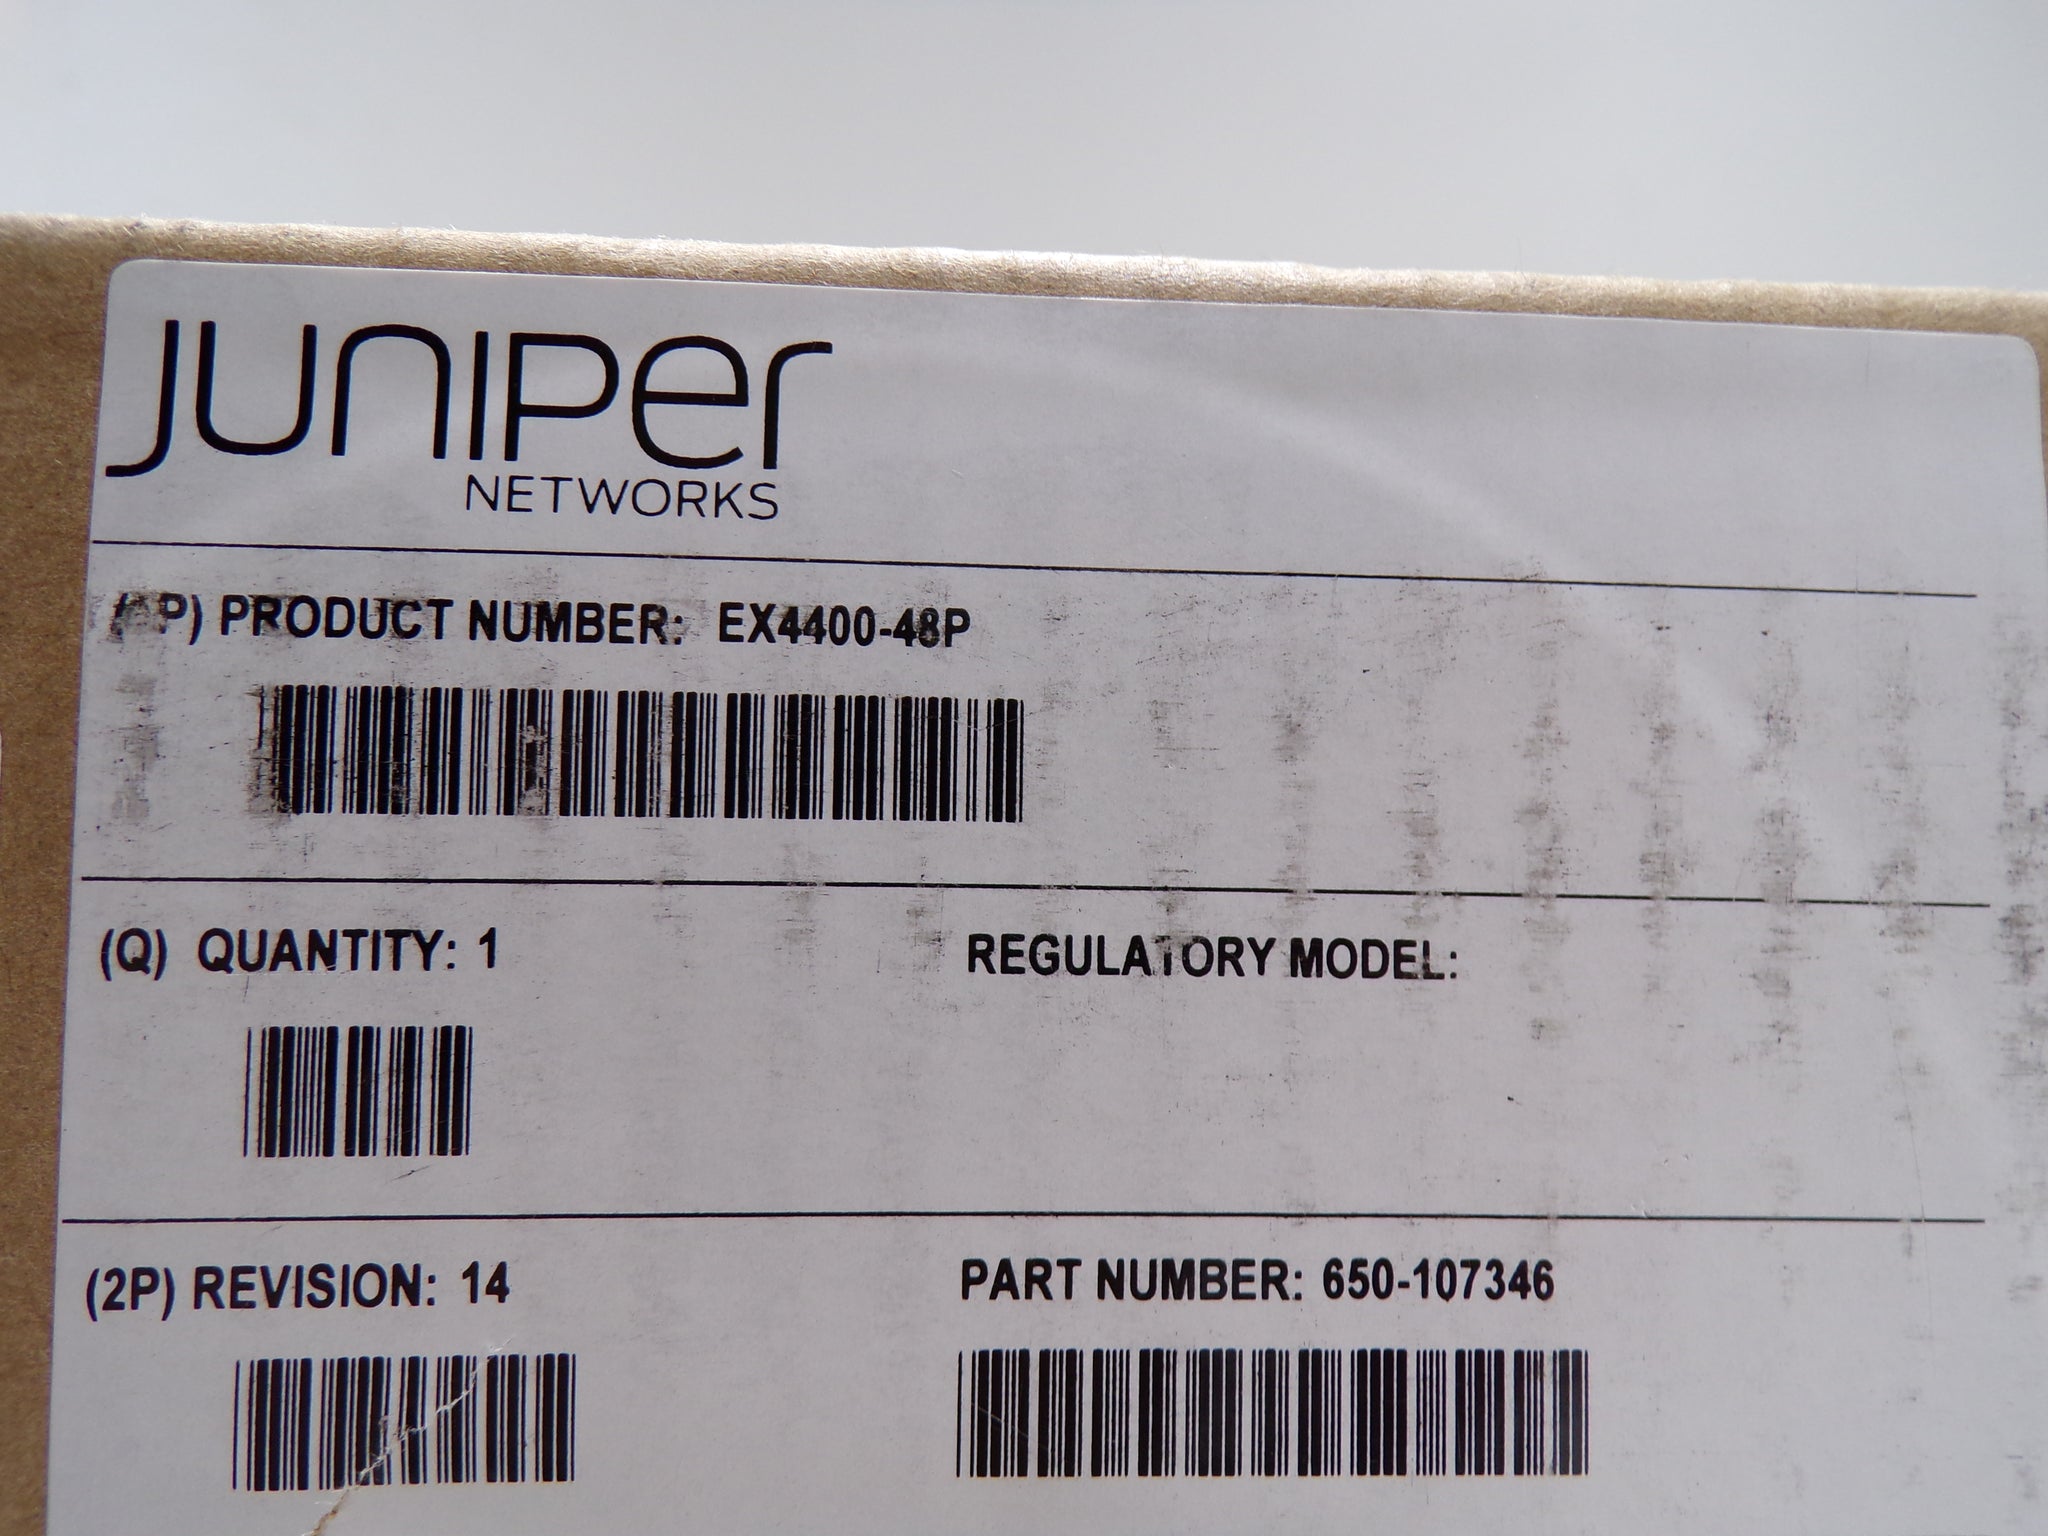 Juniper
NETWORKS
PRODUCT NUMBER: EX4400-48P
(Q) QUANTITY: 1
REGULATORY MODEL:
(2P) REVISION: 14
PART NUMBER: 650-107346